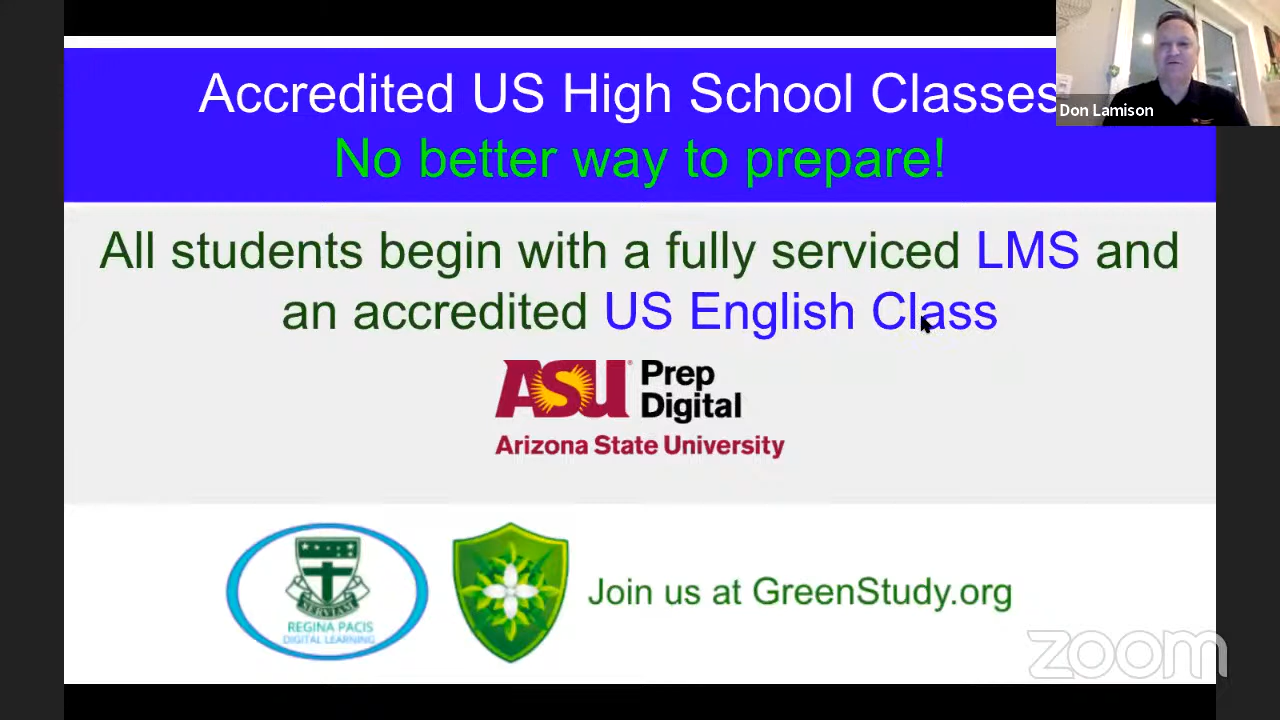 Accredited US High School Classes
No better way to prepare!
Don Lamison
All students begin with a fully serviced LMS and
an accredited US English Class
ASU Prep
Digital
Arizona State University
SERVIAM
REGINA PACIS
DIGITAL LEARNING
Join us at GreenStudy.org
zoom